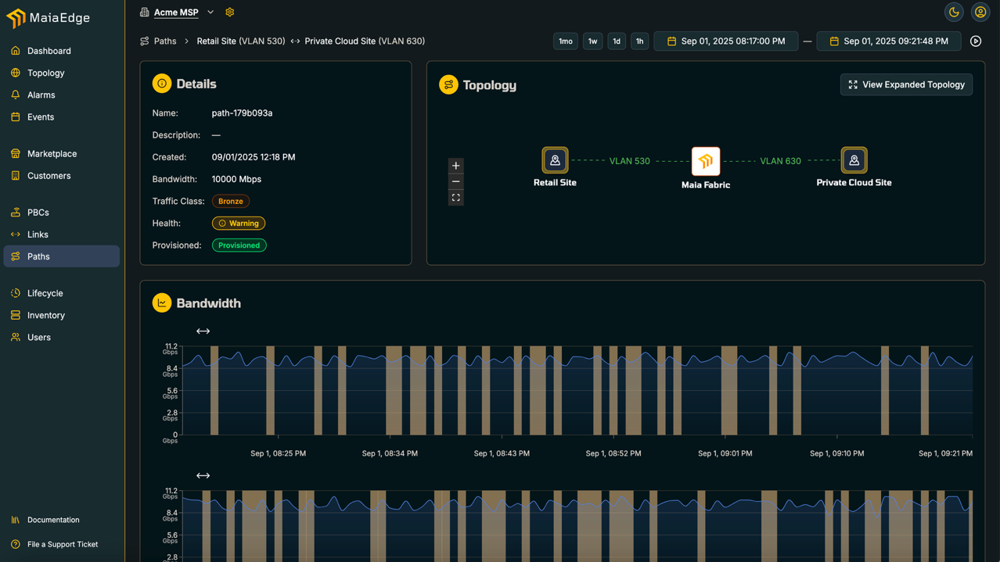 MaiaEdge
Acme MSP
Dashboard
Topology
Alarms
Events
Marketplace
Customers
PBCs
Links
Paths
Lifecycle
Inventory
Users
Documentation
File a Support Ticket
Paths > Retail Site (VLAN 530) ↔ Private Cloud Site (VLAN 630)
1mo 1w 1d 1h Sep 01, 2025 08:17:00 PM — Sep 01, 2025 09:21:48 PM
Details
Name: path-179b093a
Description: —
Created: 09/01/2025 12:18 PM
Bandwidth: 10000 Mbps
Traffic Class: Bronze
Health: Warning
Provisioned: Provisioned
Topology
View Expanded Topology
VLAN 530 VLAN 630
Retail Site Maia Fabric Private Cloud Site
Bandwidth
11.2
Gbps
8.4
Gbps
5.6
Gbps
2.8
Gbps
0
Gbps
Sep 1, 08:25 PM Sep 1, 08:34 PM Sep 1, 08:43 PM Sep 1, 08:52 PM Sep 1, 09:01 PM Sep 1, 09:10 PM Sep 1, 09:21 PM
11.2
Gbps
8.4
Gbps
5.6
Gbps
2.8